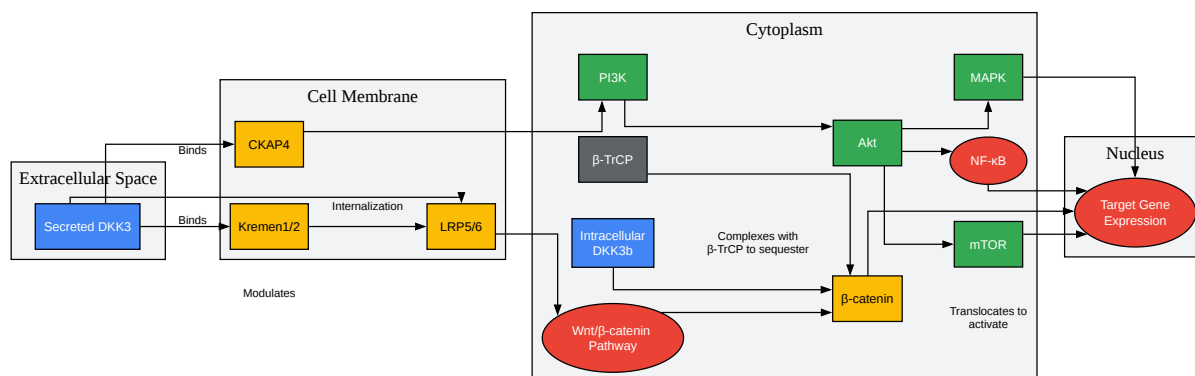 Cytoplasm
PI3K
MAPK
Cell Membrane
CKAP4
Akt
Binds
β-TrCP
NF-κB
Nucleus
Extracellular Space
Internalization
Target Gene
Expression
Secreted DKK3
Binds
Kremen1/2
LRP5/6
Intracellular
DKK3b
Complexes with
β-TrCP to sequester
mTOR
Modulates
β-catenin
Translocates to
activate
Wnt/β-catenin
Pathway